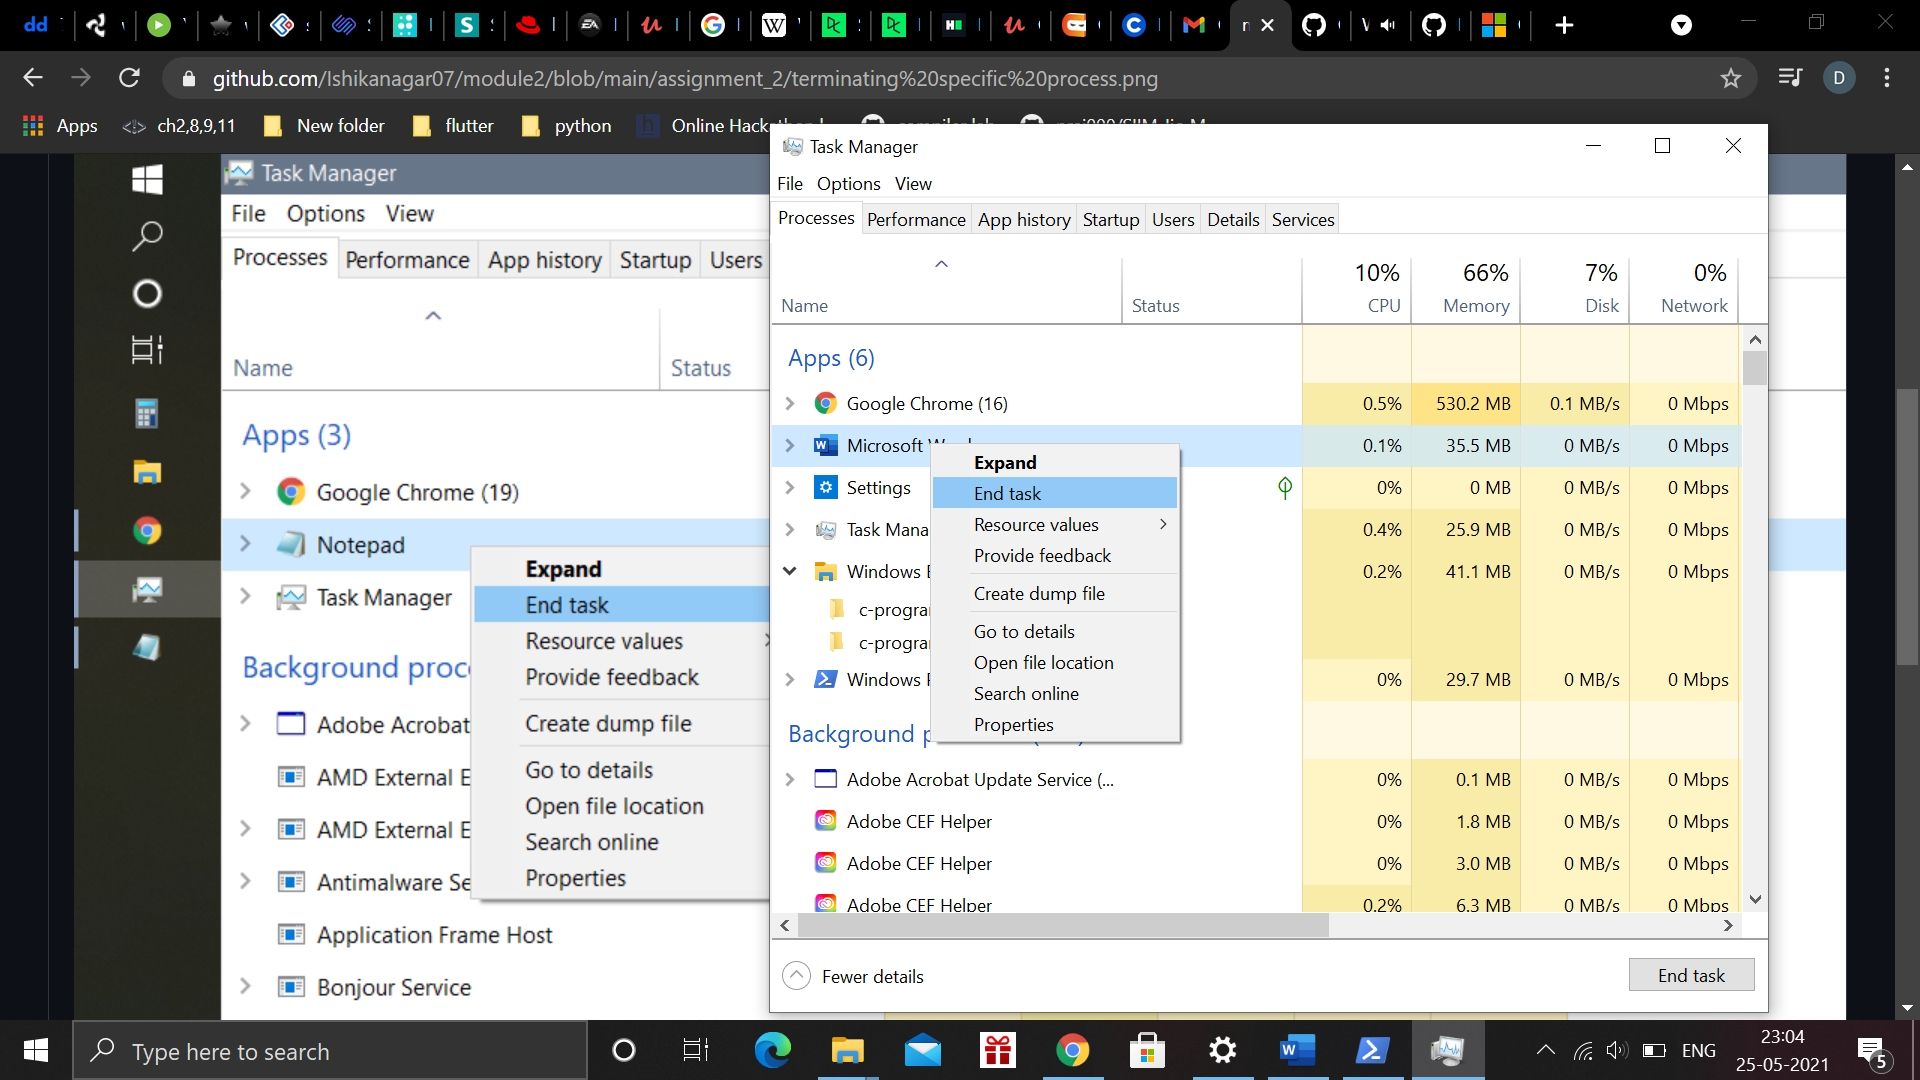 github.com/Ishikanagar07/module2/blob/main/assignment_2/terminating%20specific%20process.png
D
Apps
ch2,8,9,11
New folder
flutter
python
Task Manager
File Options View
Processes Performance App history Startup Users
Name Status
Apps (3)
Google Chrome (19)
Notepad
Task Manager
Expand
End task
Resource values
Provide feedback
Create dump file
Go to details
Open file location
Search online
Properties
Adobe Acrobat
AMD External E
AMD External E
Antimalware Se
Application Frame Host
Bonjour Service
Task Manager
File Options View
Processes Performance App history Startup Users Details Services
10% 66% 7% 0%
Name Status CPU Memory Disk Network
Apps (6)
Google Chrome (16) 0.5% 530.2 MB 0.1 MB/s 0 Mbps
Microsoft 0.1% 35.5 MB 0 MB/s 0 Mbps
Settings 0% 0 MB 0 MB/s 0 Mbps
Task Mana 0.4% 25.9 MB 0 MB/s 0 Mbps
Windows E 0.2% 41.1 MB 0 MB/s 0 Mbps
c-progra
c-progra
Windows 0% 29.7 MB 0 MB/s 0 Mbps
Background
Expand
End task
Resource values
Provide feedback
Create dump file
Go to details
Open file location
Search online
Properties
Adobe Acrobat Update Service (... 0% 0.1 MB 0 MB/s 0 Mbps
Adobe CEF Helper 0% 1.8 MB 0 MB/s 0 Mbps
Adobe CEF Helper 0% 3.0 MB 0 MB/s 0 Mbps
Adobe CEF Helper 0.2% 6.3 MB 0 MB/s 0 Mbps
Fewer details
End task
Type here to search
ENG
23:04
25-05-2021
5